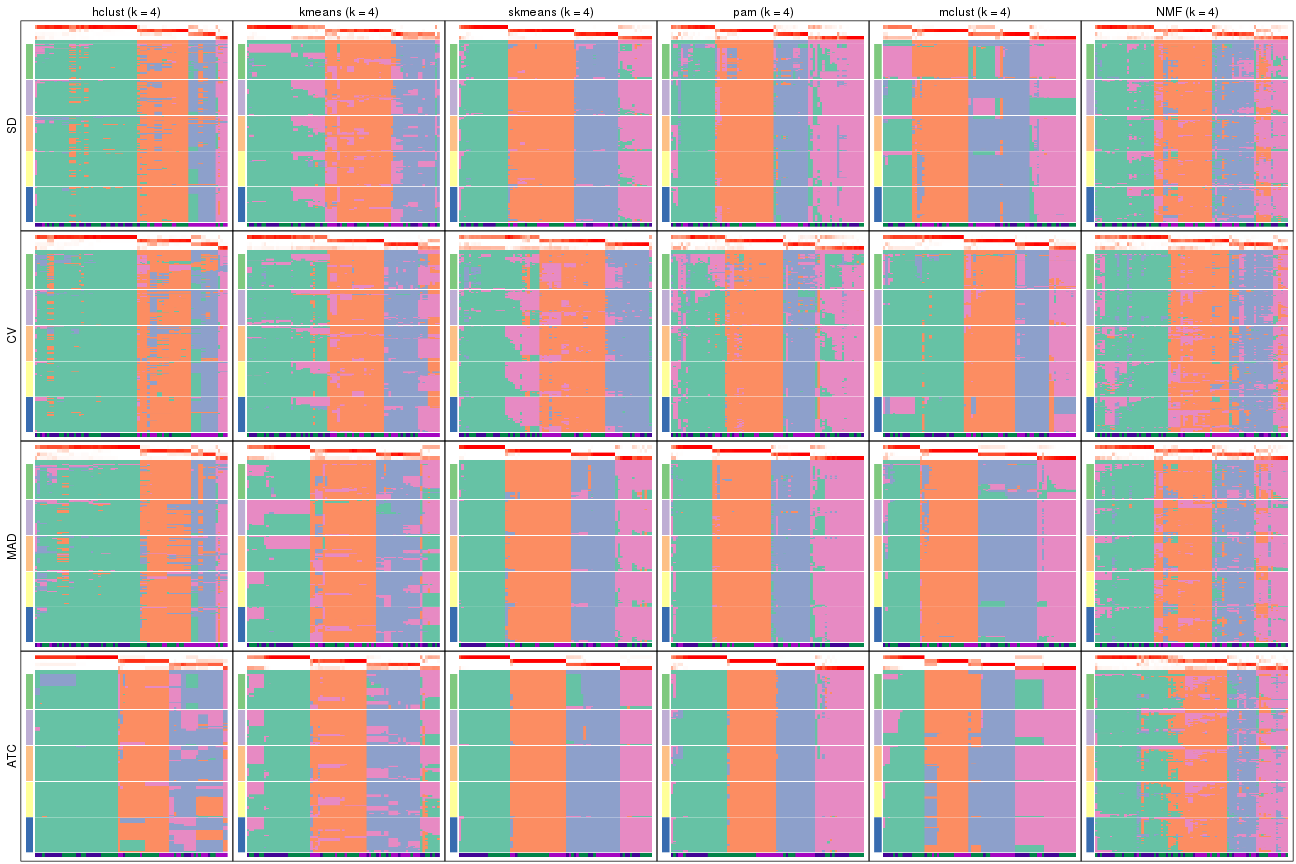 hclust (k = 4) kmeans (k = 4) skmeans (k = 4) pam (k = 4) mclust (k = 4) NMF (k = 4)
SD
CV
MAD
ATC